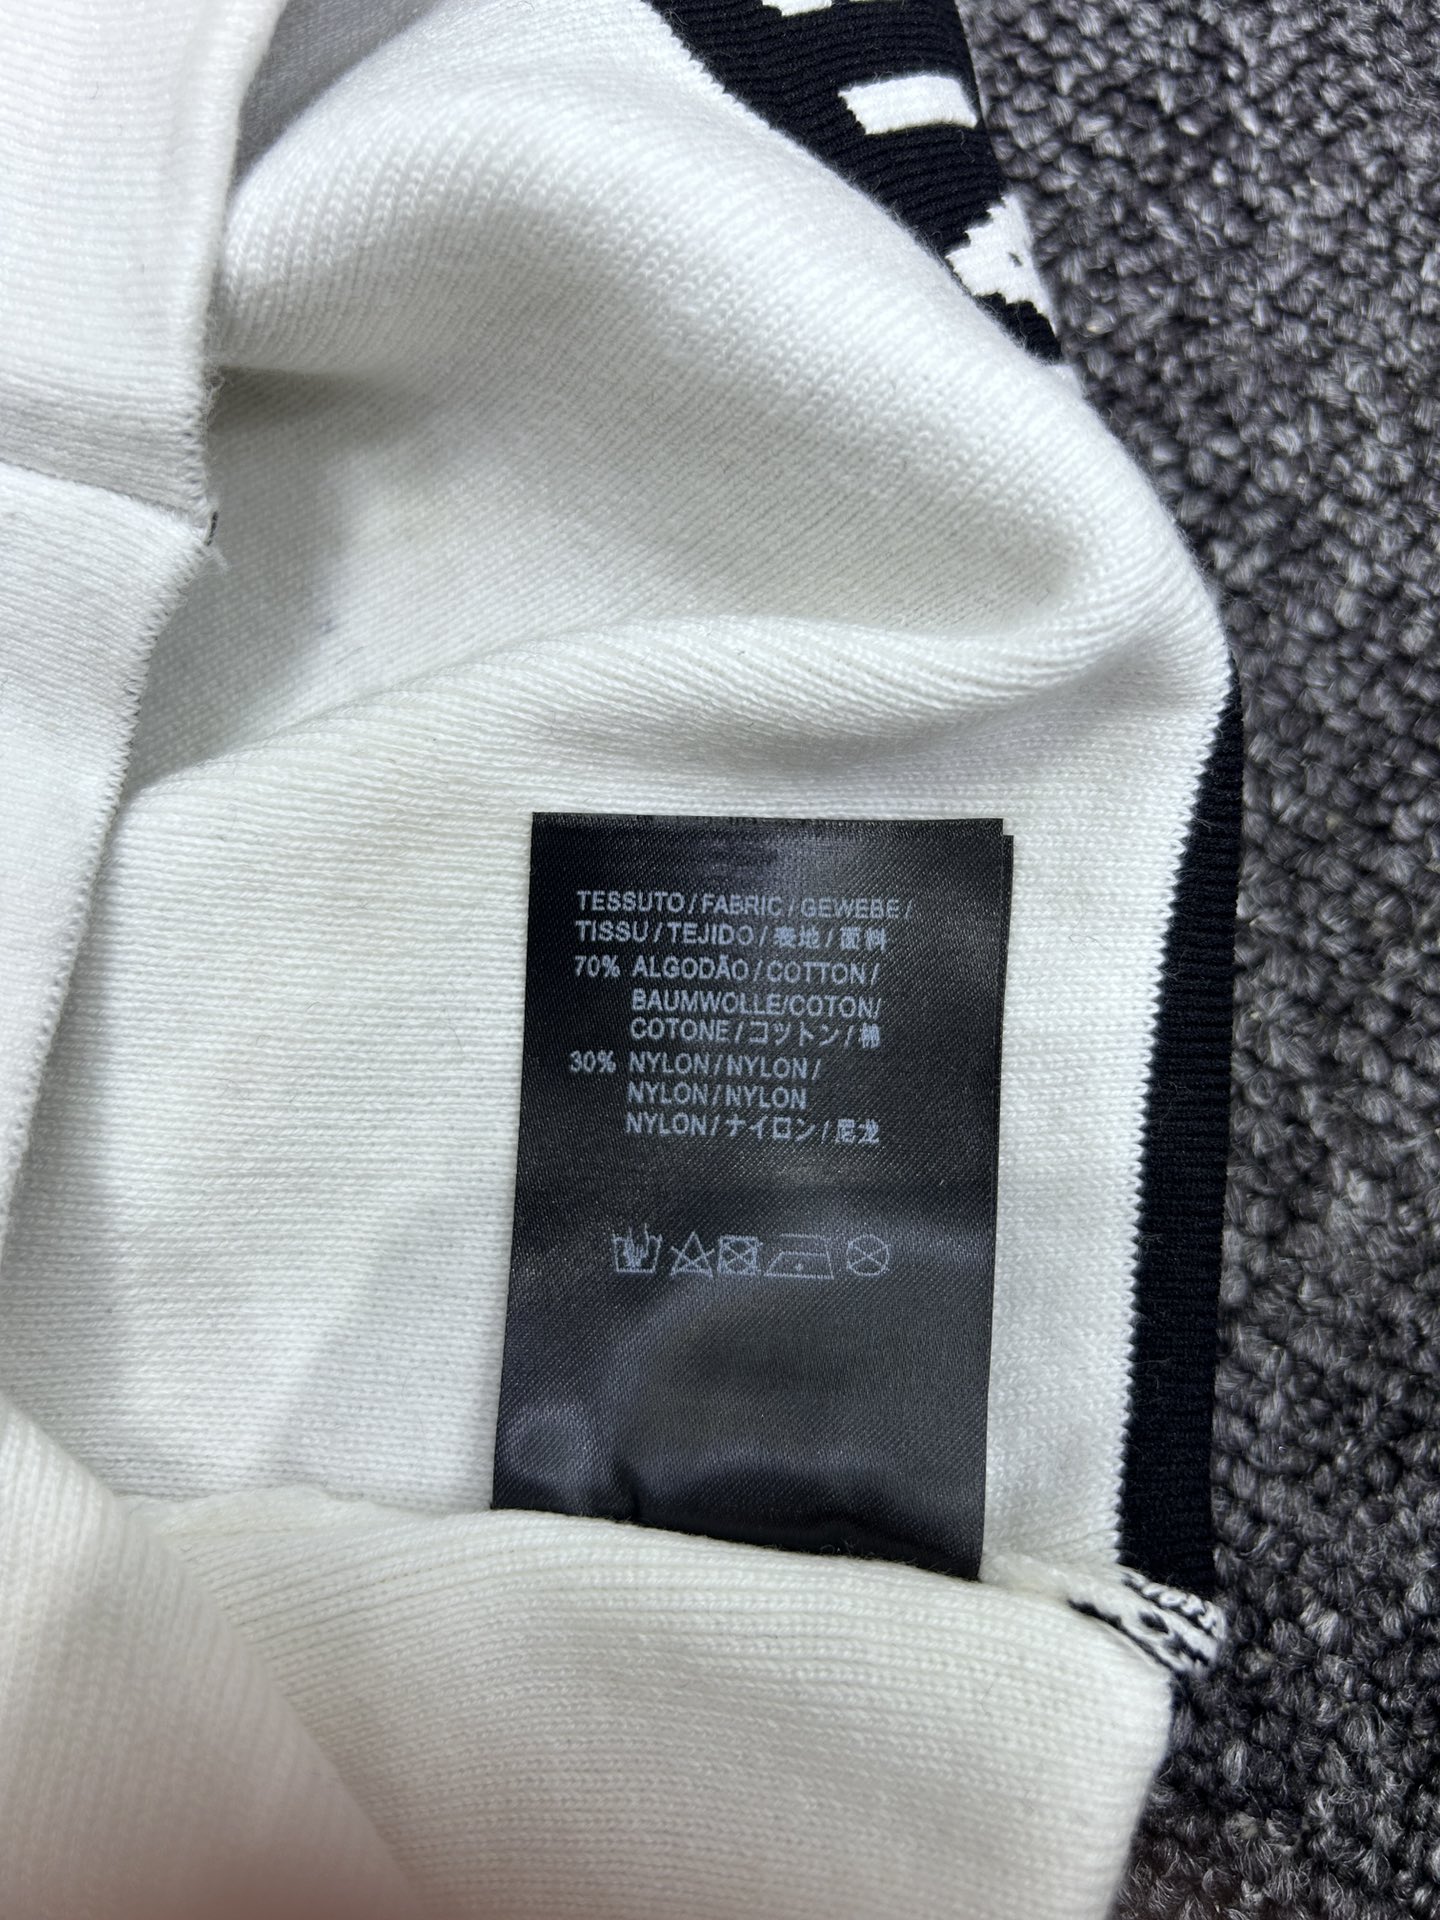 TESSUTO/FABRIC/GEWEBE/
TISSU/TEJIDO/表地/面料
70% ALGODÃO/COTTON/
BAUMWOLLE/COTON/
COTONE/コットン/棉
30% NYLON/NYLON/
NYLON/NYLON
NYLON/ナイロン/尼龙